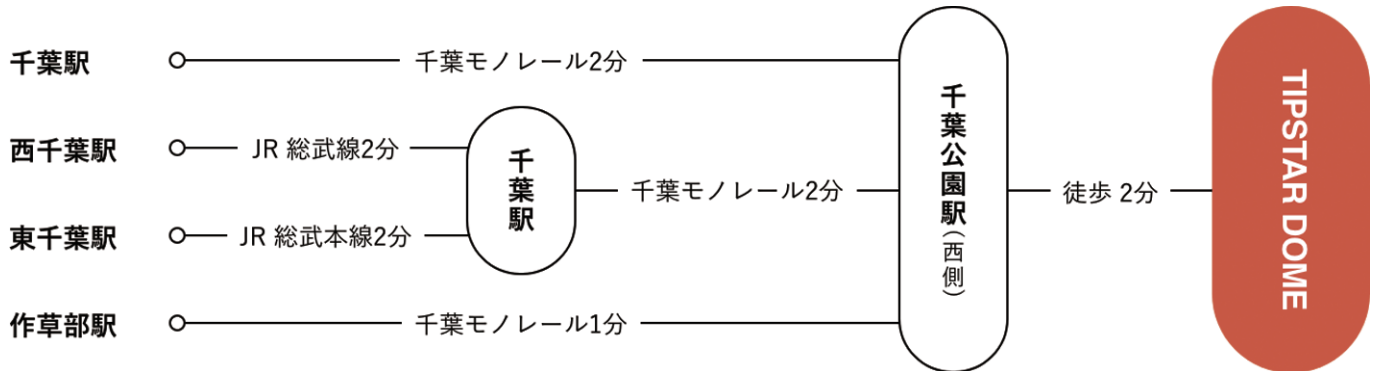 千葉駅
千葉モノレール2分
西千葉駅
JR 総武線2分
東千葉駅
JR 総武本線2分
千葉駅
千葉モノレール2分
作草部駅
千葉モノレール1分
千葉公園駅(西側)
徒歩 2分
TIPSTAR DOME